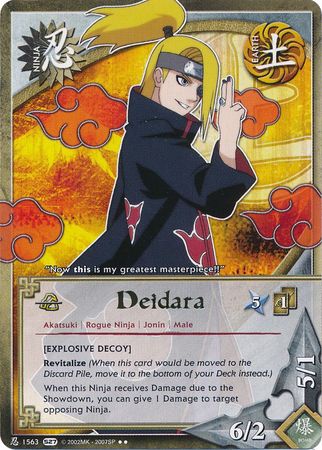 NINJA
忍
EARTH
土
"Now this is my greatest masterpiece!!"
Deidara
5
1
Akatsuki | Rogue Ninja | Jonin | Male
[EXPLOSIVE DECOY]
Revitalize (When this card would be moved to the
Discard Pile, move it to the bottom of your Deck instead.)
When this Ninja receives Damage due to the
Showdown, you can give 1 Damage to target
opposing Ninja.
5/1
6/2
爆
BOMB
忍 1563 S27 © 2002MK - 2007SP